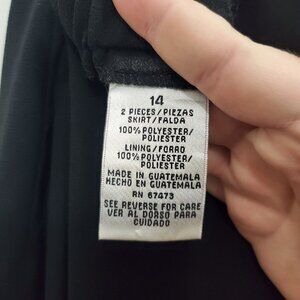 14
2 PIECES/PIEZAS
SKIRT/FALDA
100% POLYESTER/
POLIESTER
LINING/FORRO
100% POLYESTER/
POLIESTER
MADE IN GUATEMALA
HECHO EN GUATEMALA
RN 67473
SEE REVERSE FOR CARE
VER AL DORSO PARA
CUIDADO